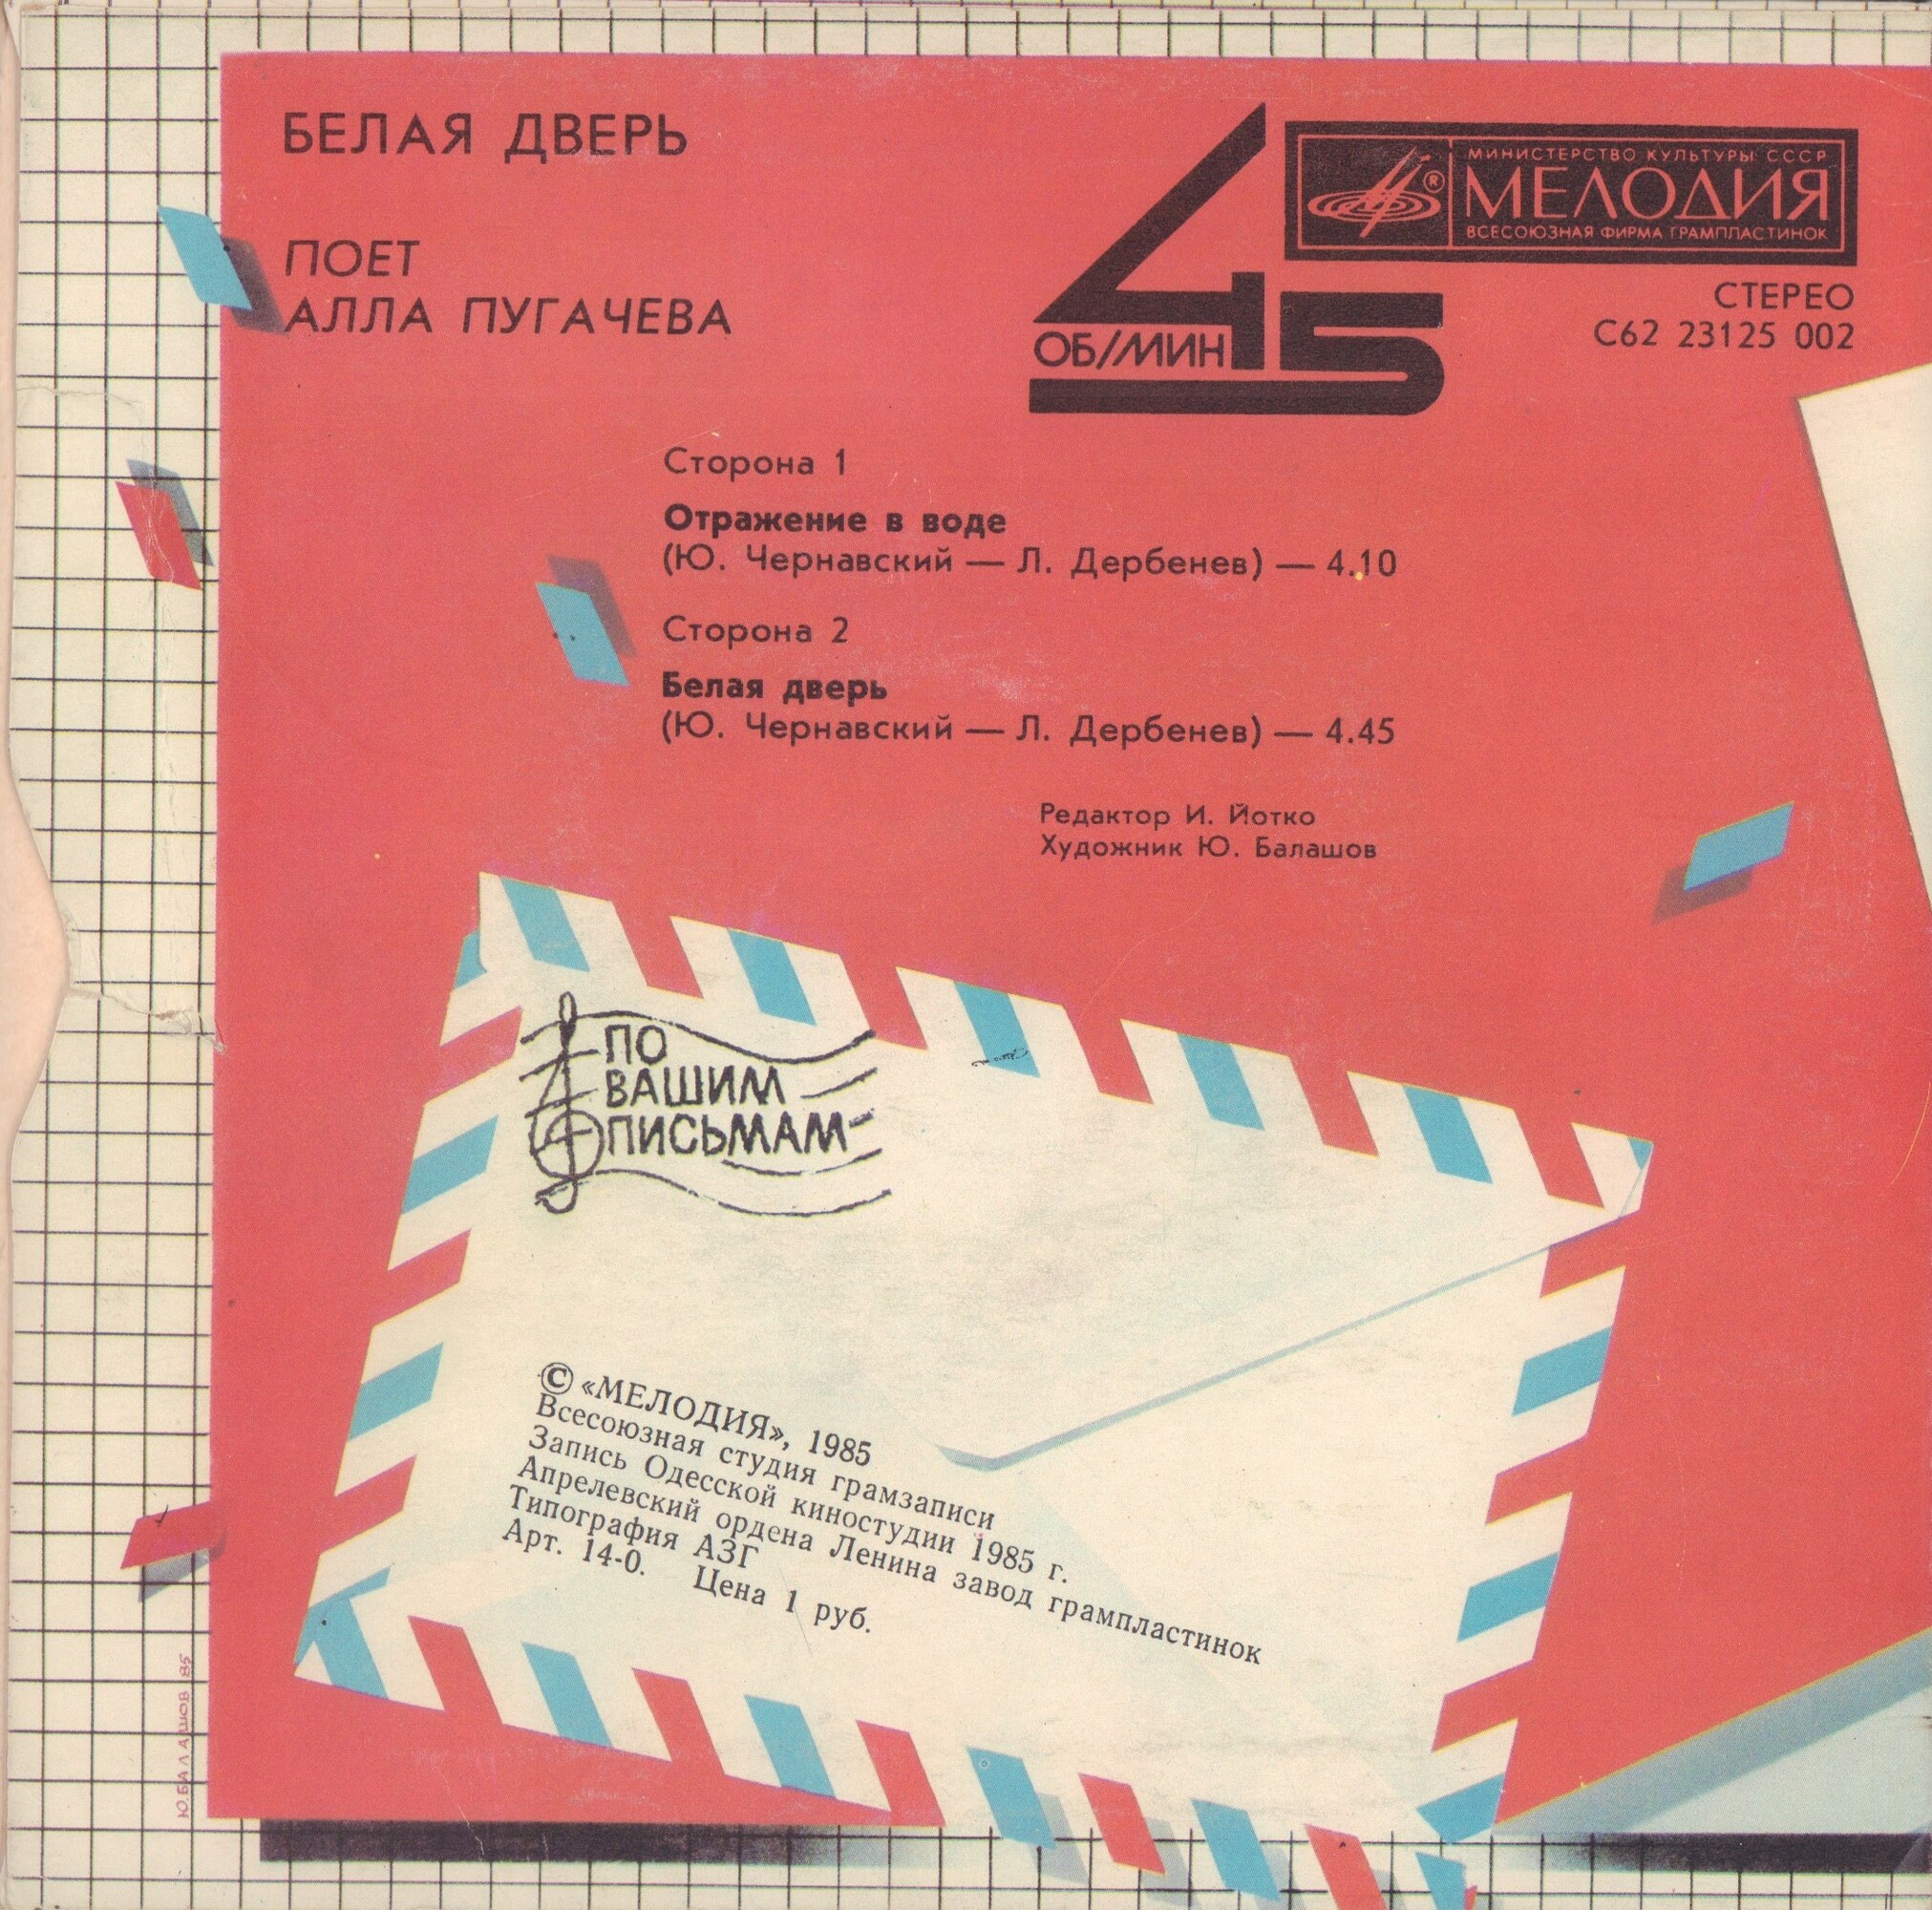 БЕЛАЯ ДВЕРЬ
ПОЕТ
АЛЛА ПУГАЧЕВА
45
ОБ/МИН
МИНИСТЕРСТВО КУЛЬТУРЫ СССР
®
МЕЛОДИЯ
ВСЕСОЮЗНАЯ ФИРМА ГРАМПЛАСТИНОК
СТЕРЕО
С62 23125 002
Сторона 1
Отражение в воде
(Ю. Чернавский — Л. Дербенев) — 4.10
Сторона 2
Белая дверь
(Ю. Чернавский — Л. Дербенев) — 4.45
Редактор И. Йотко
Художник Ю. Балашов
ПО
ВАШИМ
ПИСЬМАМ
© «МЕЛОДИЯ», 1985
Всесоюзная студия грамзаписи
Запись Одесской киностудии 1985 г.
Апрелевский ордена Ленина завод грампластинок
Типография АЗГ
Арт. 14-0. Цена 1 руб.
Ю.БАЛАШОВ 85